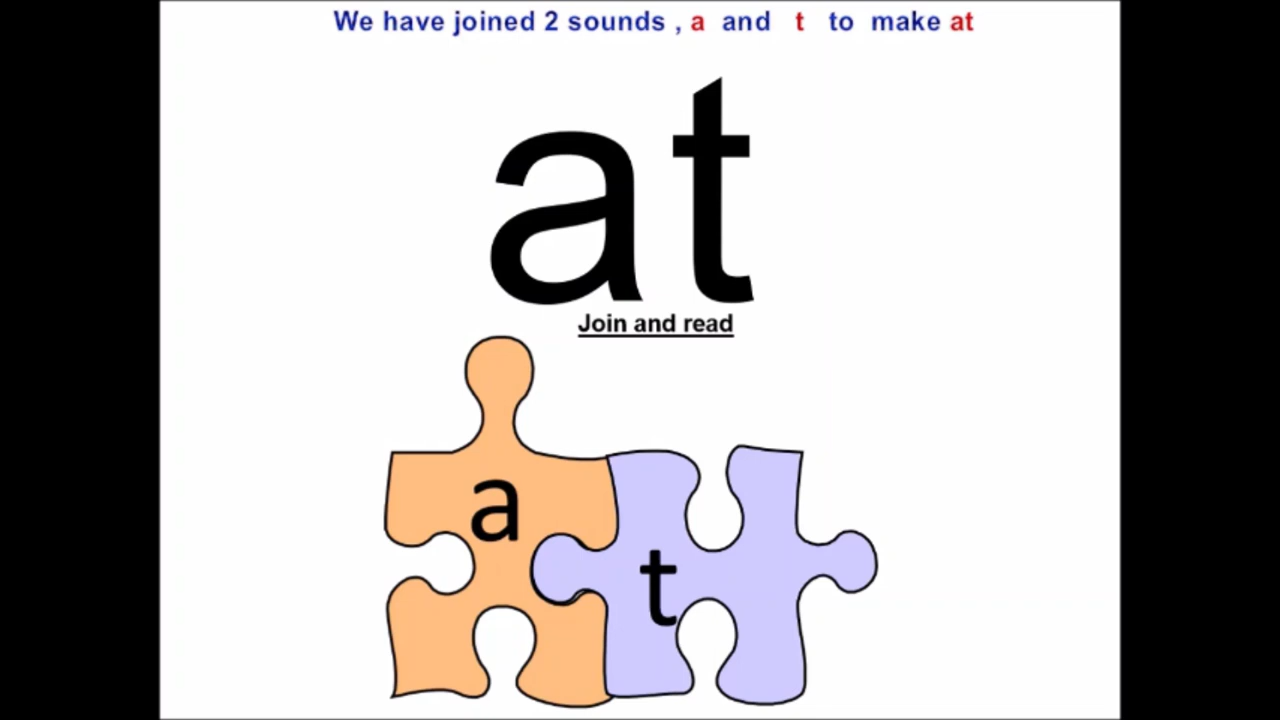 We have joined 2 sounds , a and t to make at
at
Join and read
a
t